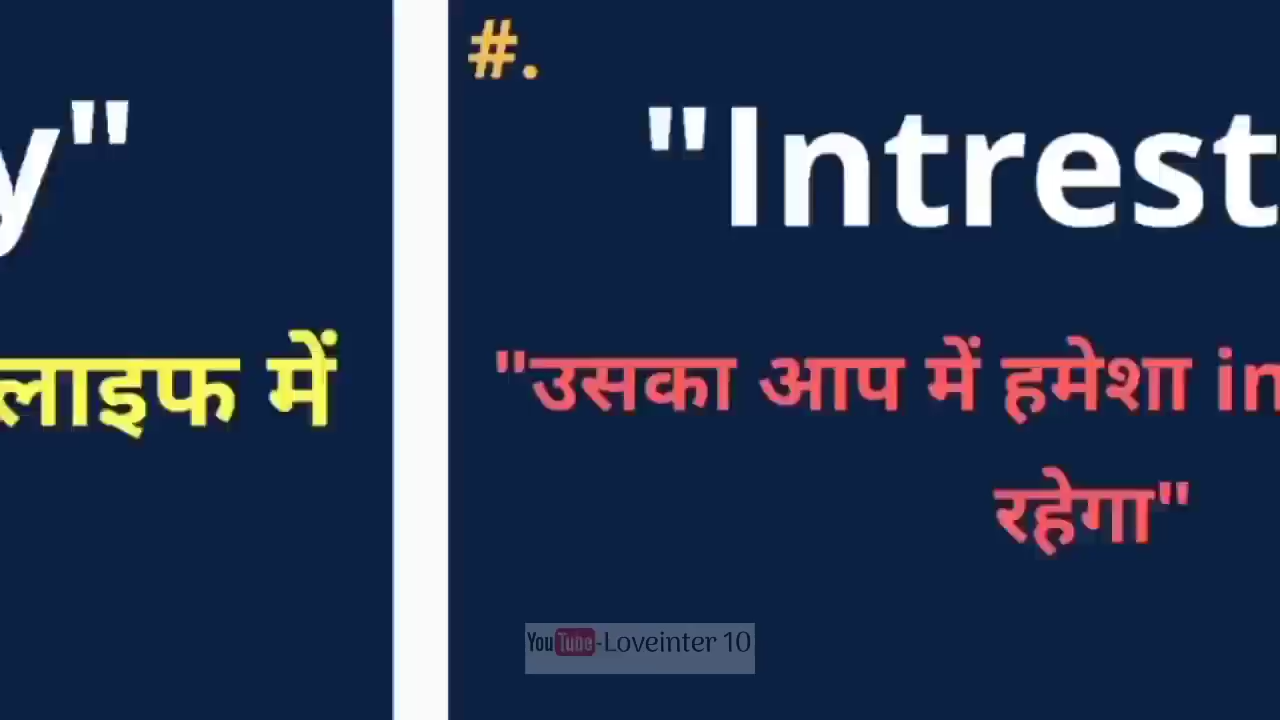 y"
लाइफ में
#.
"Intrest
"उसका आप में हमेशा in
रहेगा"
YouTube-Loveinter 10